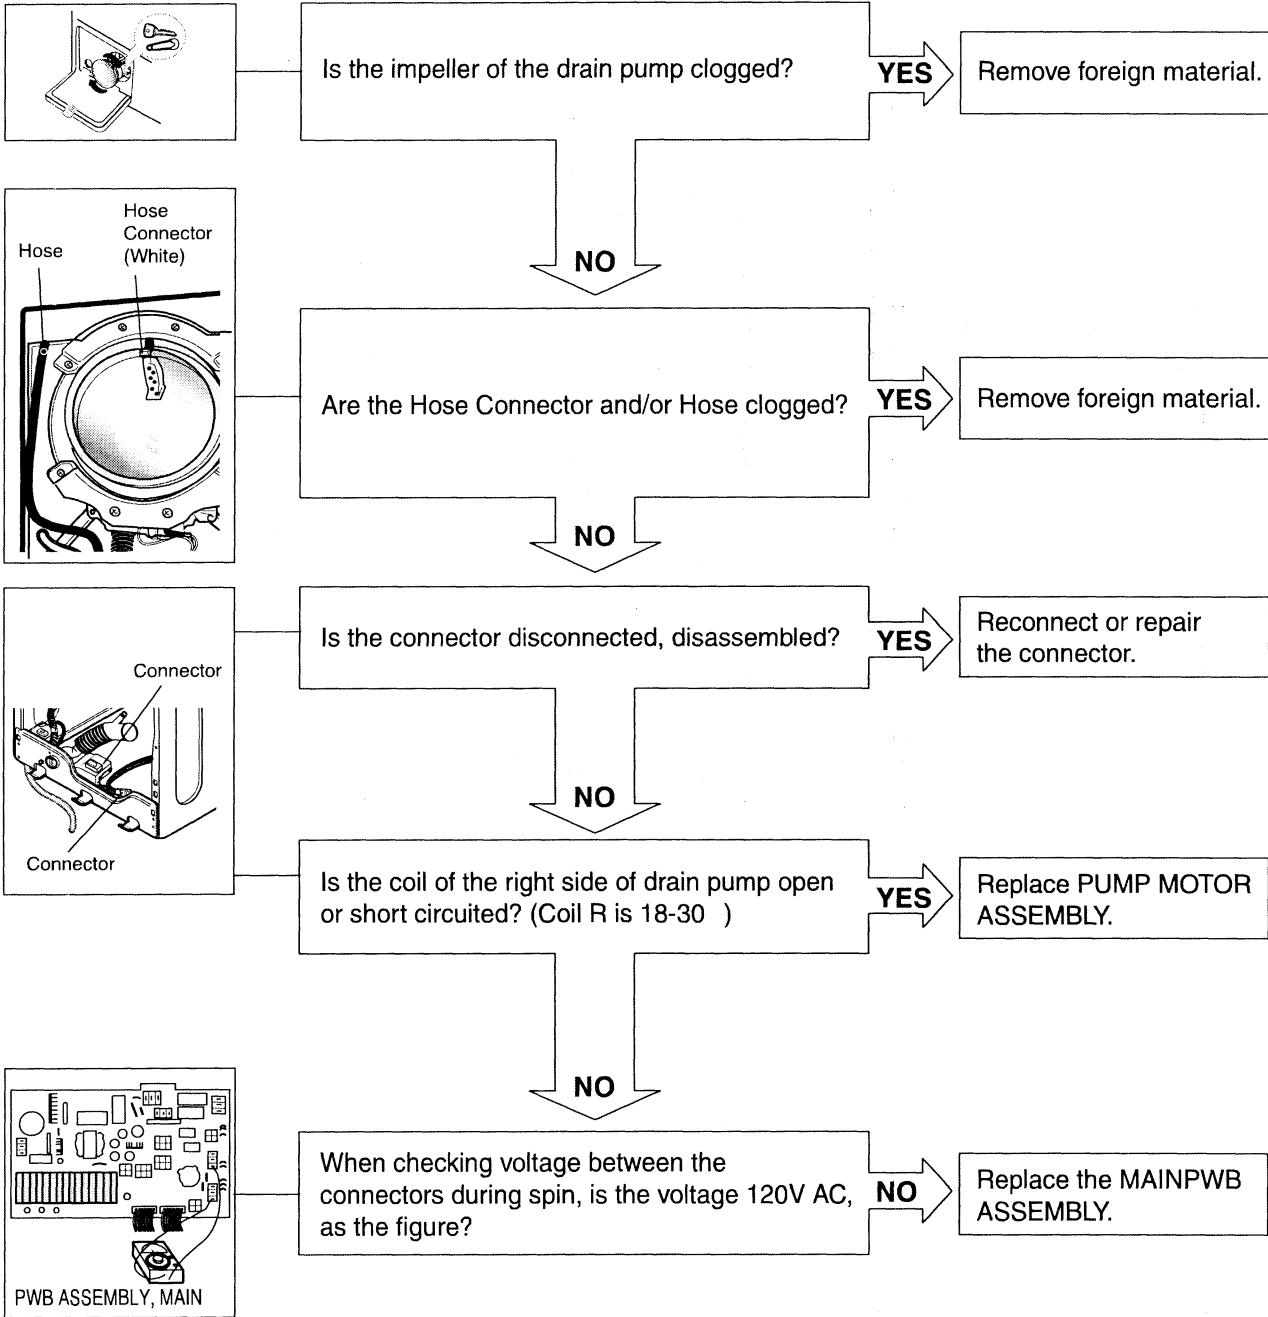 Is the impeller of the drain pump clogged?
YES
Remove foreign material.
NO
Hose
Hose
Connector
(White)
Are the Hose Connector and/or Hose clogged?
YES
Remove foreign material.
NO
Is the connector disconnected, disassembled?
YES
Reconnect or repair
the connector.
Connector
Connector
NO
Is the coil of the right side of drain pump open
or short circuited? (Coil R is 18-30 )
YES
Replace PUMP MOTOR
ASSEMBLY.
NO
When checking voltage between the
connectors during spin, is the voltage 120V AC,
as the figure?
NO
Replace the MAINPWB
ASSEMBLY.
PWB ASSEMBLY, MAIN